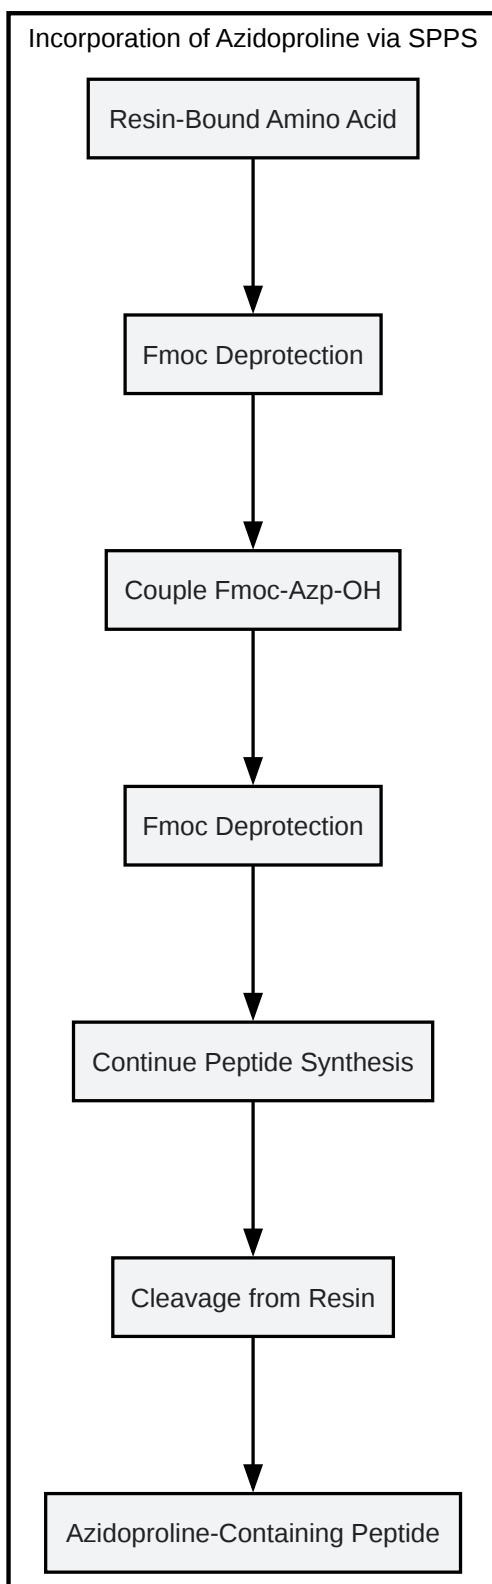 Incorporation of Azidoproline via SPPS
Resin-Bound Amino Acid
Fmoc Deprotection
Couple Fmoc-Azp-OH
Fmoc Deprotection
Continue Peptide Synthesis
Cleavage from Resin
Azidoproline-Containing Peptide